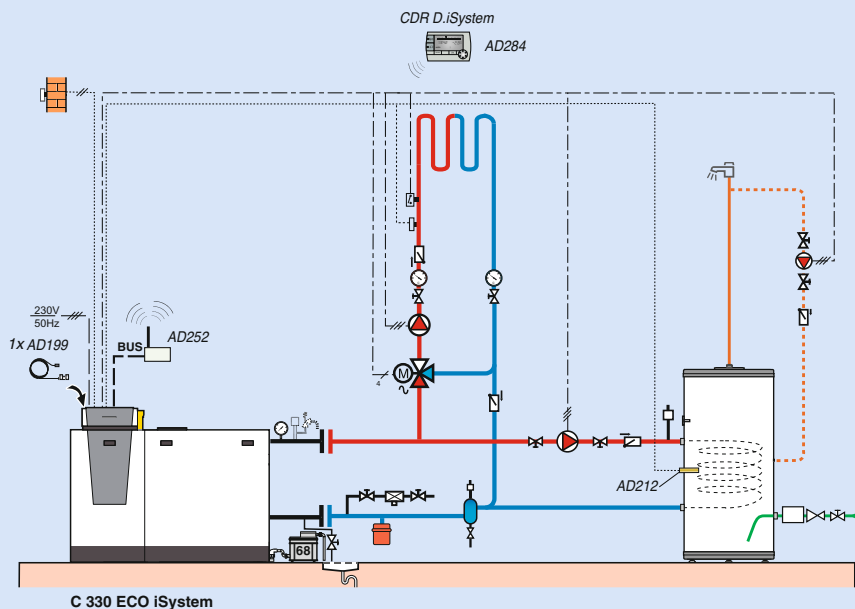 CDR D.iSystem
AD284
230V
50Hz
1x AD199
BUS
AD252
4
M
AD212
68
C 330 ECO iSystem